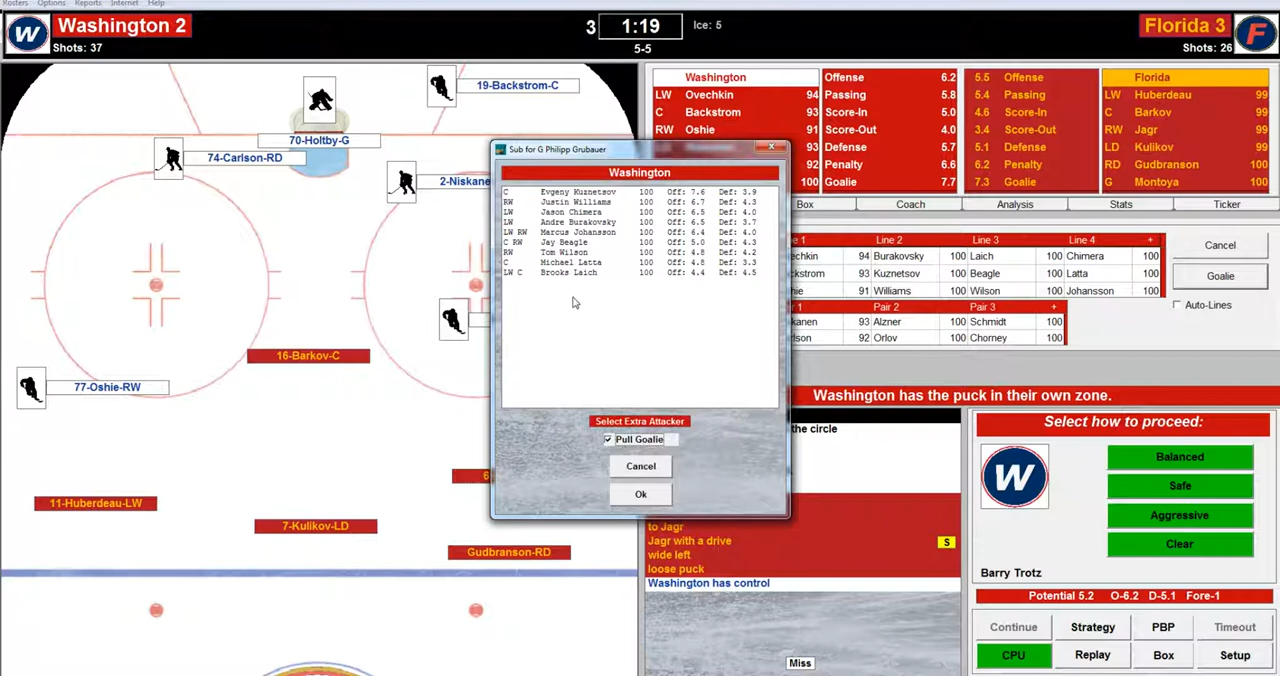 Rosters Options Reports Internet Help
W Washington 2
Shots: 37
3 1:19 Ice: 5
5-5
Florida 3 F
Shots: 26
19-Backstrom-C
70-Holtby-G
74-Carlson-RD
2-Niskane
16-Barkov-C
77-Oshie-RW
11-Huberdeau-LW
6
7-Kulikov-LD
Gudbranson-RD
Washington Offense 6.2 5.5 Offense Florida
LW Ovechkin 94 Passing 5.8 5.4 Passing LW Huberdeau 99
C Backstrom 93 Score-In 5.0 4.6 Score-In C Barkov 99
RW Oshie 91 Score-Out 4.0 3.4 Score-Out RW Jagr 99
93 Defense 5.7 5.1 Defense LD Kulikov 99
92 Penalty 6.6 6.2 Penalty RD Gudbranson 99
100 Goalie 7.7 7.3 Goalie G Montoya 100
Box Coach Analysis Stats Ticker
Sub for G Philipp Grubauer x
Washington
C Evgeny Kuznetsov 100 Off: 7.6 Def: 3.9
RW Justin Williams 100 Off: 6.7 Def: 4.3
LW Jason Chimera 100 Off: 6.5 Def: 4.0
LW Andre Burakovsky 100 Off: 6.5 Def: 3.7
LW RW Marcus Johansson 100 Off: 6.4 Def: 4.0
C RW Jay Beagle 100 Off: 5.0 Def: 4.3
RW Tom Wilson 100 Off: 4.8 Def: 4.2
C Michael Latta 100 Off: 4.8 Def: 3.3
LW C Brooks Laich 100 Off: 4.4 Def: 4.5
Select Extra Attacker
Pull Goalie
Cancel
Ok
e 1 Line 2 Line 3 Line 4 +
echkin 94 Burakovsky 100 Laich 100 Chimera 100
ckstrom 93 Kuznetsov 100 Beagle 100 Latta 100
hie 91 Williams 100 Wilson 100 Johansson 100
r 1 Pair 2 Pair 3 +
kanen 93 Alzner 100 Schmidt 100
rlson 92 Orlov 100 Chorney 100
Cancel
Goalie
Auto-Lines
Washington has the puck in their own zone.
the circle
to Jagr
Jagr with a drive S
wide left
loose puck
Washington has control
Miss
Select how to proceed:
W
Balanced
Safe
Aggressive
Clear
Barry Trotz
Potential 5.2 O-6.2 D-5.1 Fore-1
Continue Strategy PBP Timeout
CPU Replay Box Setup